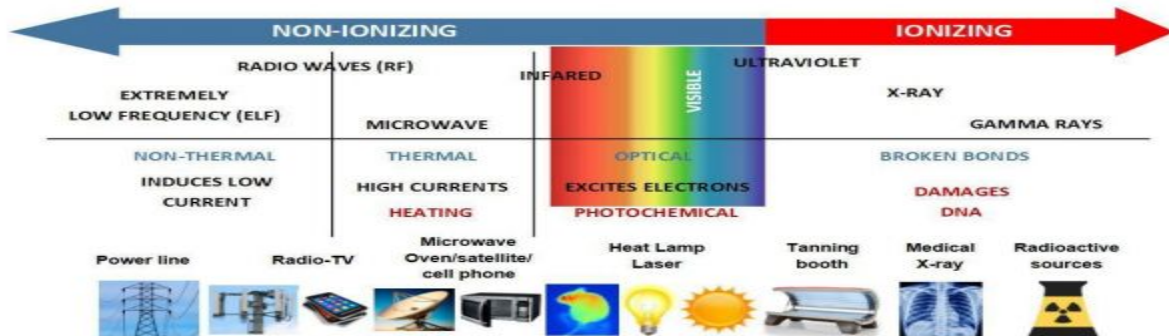 NON-IONIZING
IONIZING
RADIO WAVES (RF)
INFARED
VISIBLE
ULTRAVIOLET
EXTREMELY
LOW FREQUENCY (ELF)
MICROWAVE
X-RAY
GAMMA RAYS
NON-THERMAL
THERMAL
OPTICAL
BROKEN BONDS
INDUCES LOW
CURRENT
HIGH CURRENTS
HEATING
EXCITES ELECTRONS
PHOTOCHEMICAL
DAMAGES
DNA
Power line
Radio-TV
Microwave
Oven/satellite/
cell phone
Heat Lamp
Laser
Tanning
booth
Medical
X-ray
Radioactive
sources